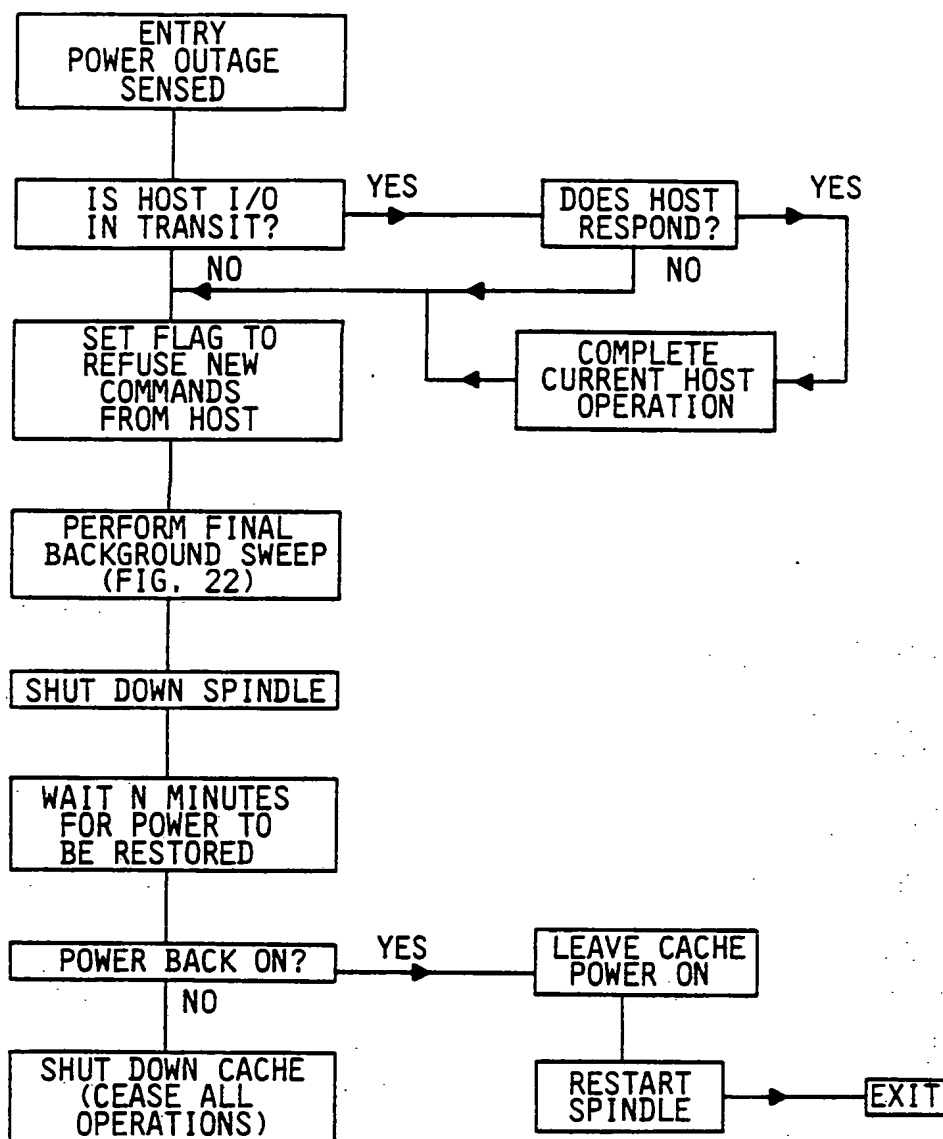 ENTRY
POWER OUTAGE
SENSED
IS HOST I/O
IN TRANSIT?
YES
DOES HOST
RESPOND?
YES
NO
NO
SET FLAG TO
REFUSE NEW
COMMANDS
FROM HOST
COMPLETE
CURRENT HOST
OPERATION
PERFORM FINAL
BACKGROUND SWEEP
(FIG. 22)
SHUT DOWN SPINDLE
WAIT N MINUTES
FOR POWER TO
BE RESTORED
POWER BACK ON?
YES
LEAVE CACHE
POWER ON
NO
SHUT DOWN CACHE
(CEASE ALL
OPERATIONS)
RESTART
SPINDLE
EXIT